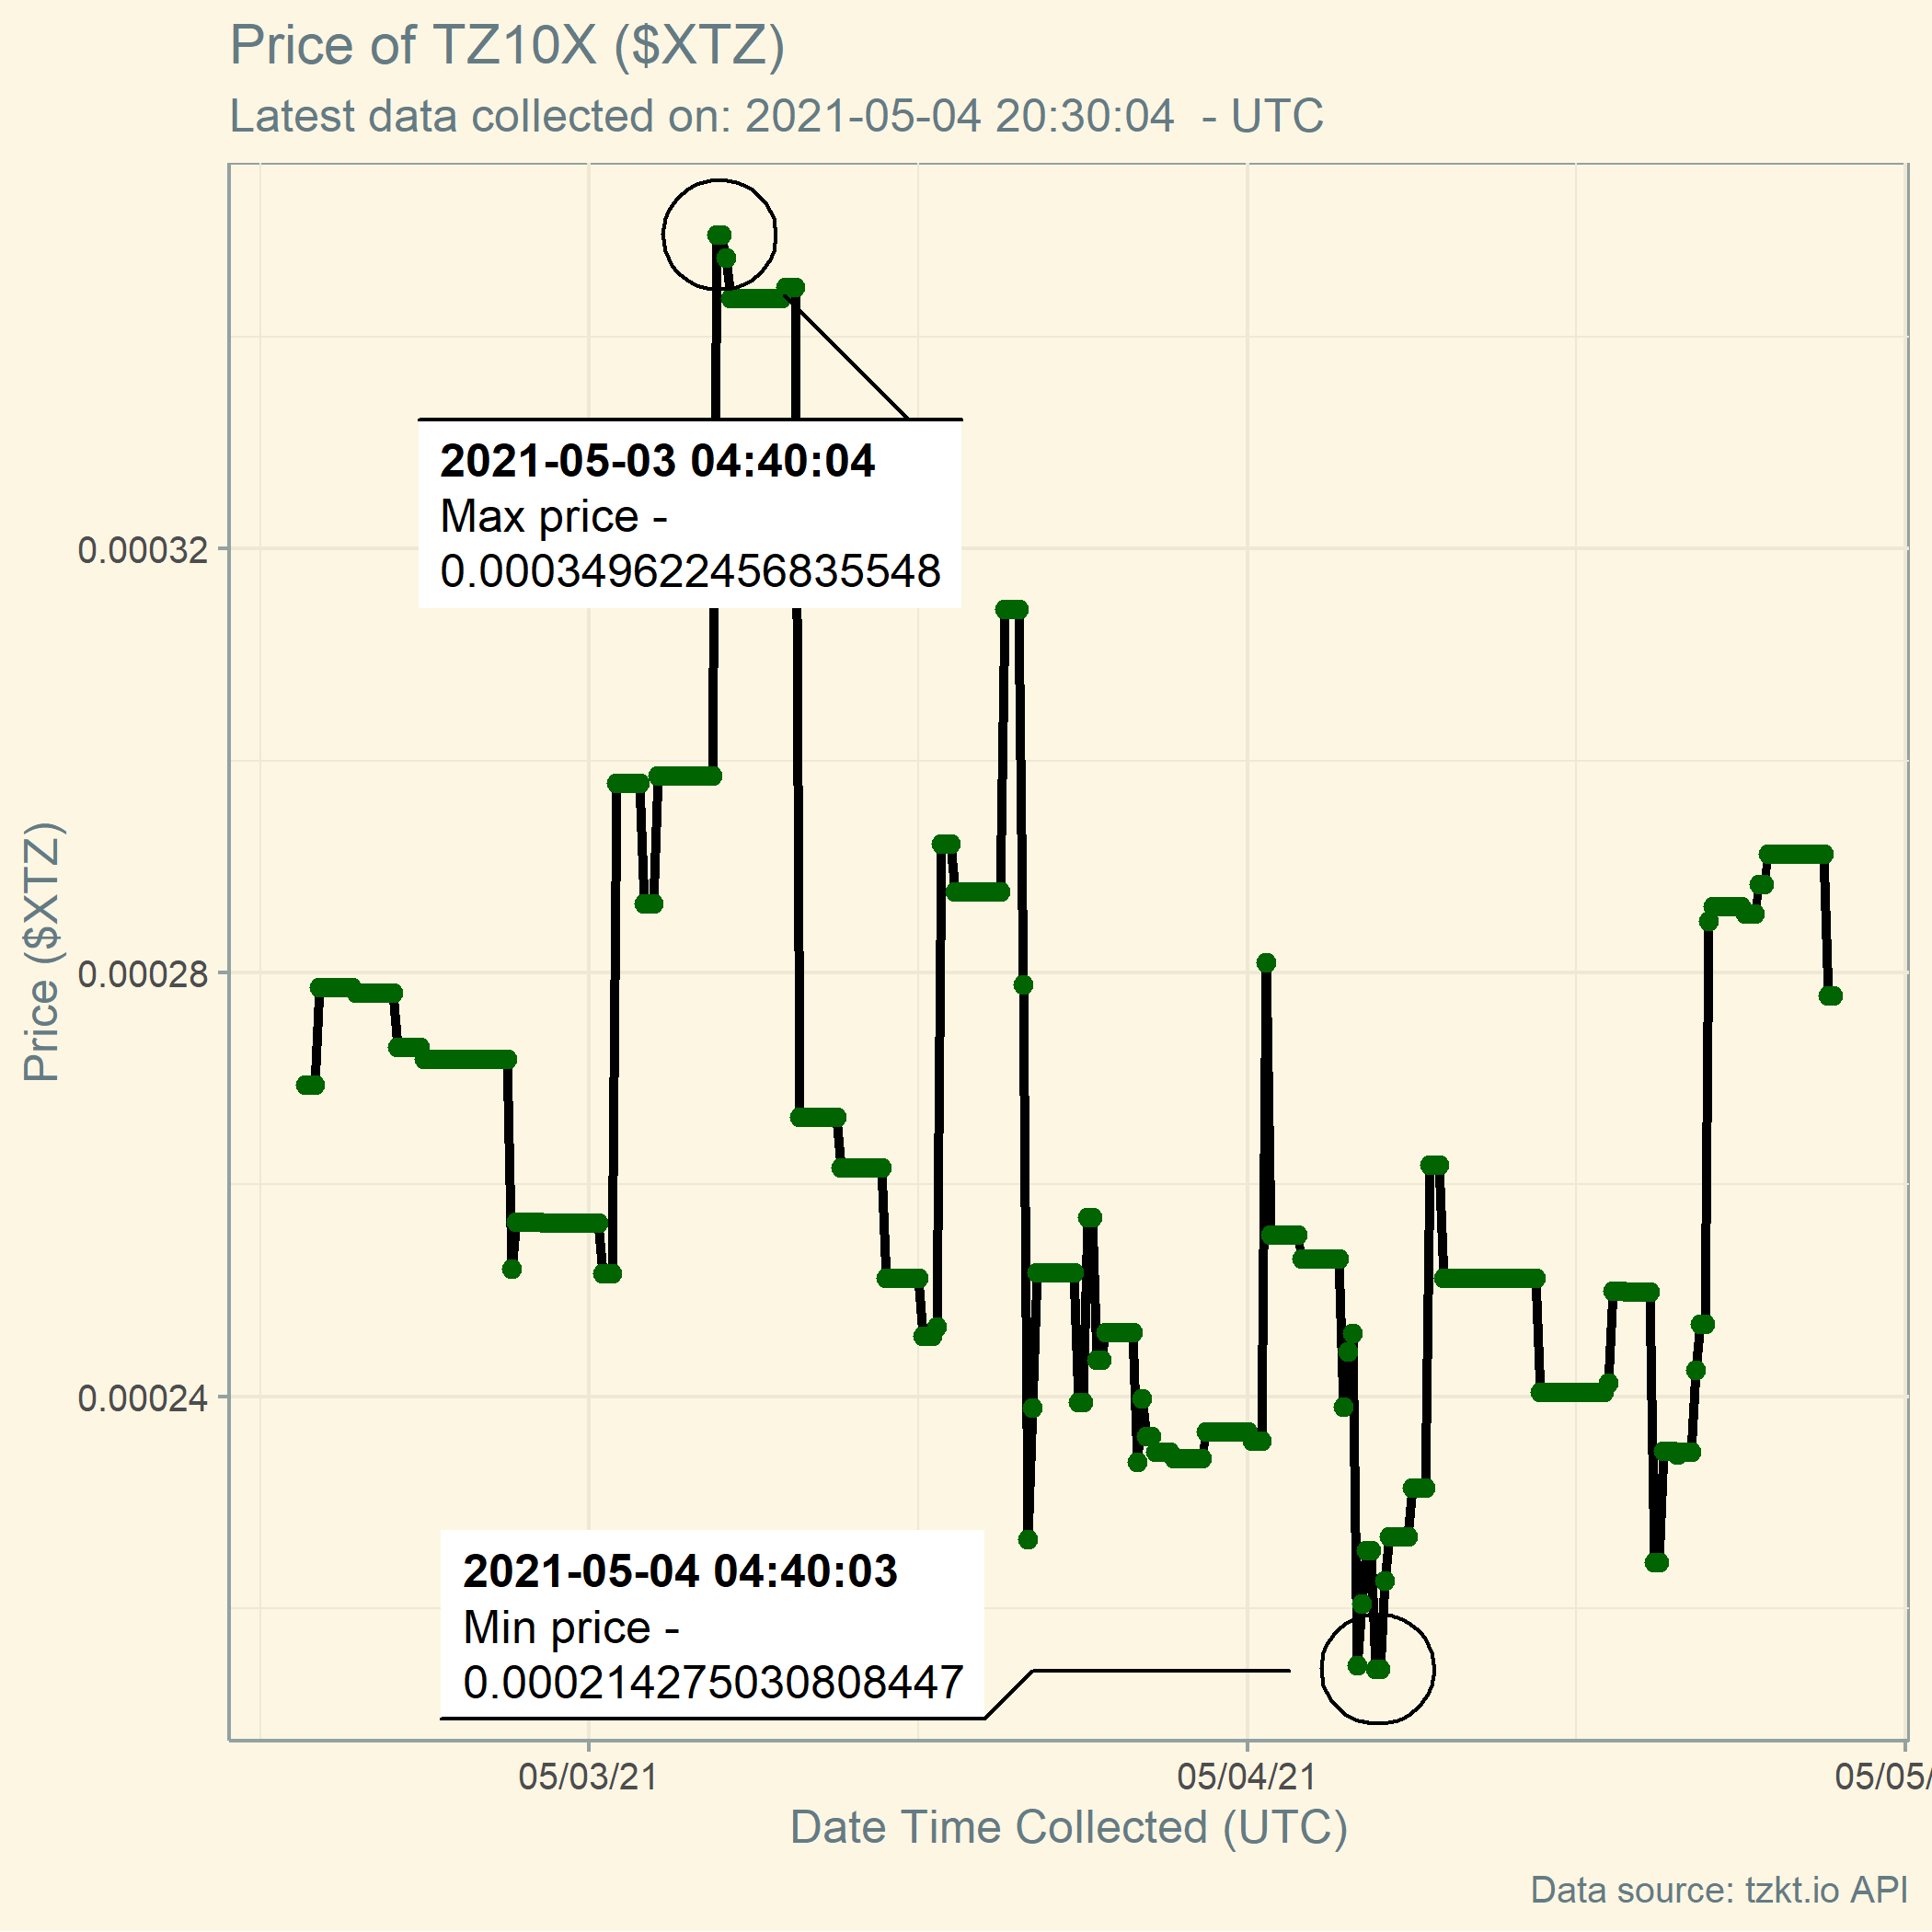 Price of TZ10X ($XTZ)
Latest data collected on: 2021-05-04 20:30:04  - UTC
2021-05-03 04:40:04
Max price -
0.000349622456835548
0.00032
0.00028
0.00024
Price ($XTZ)
2021-05-04 04:40:03
Min price -
0.000214275030808447
05/03/21
05/04/21
05/05/
Date Time Collected (UTC)
Data source: tzkt.io API